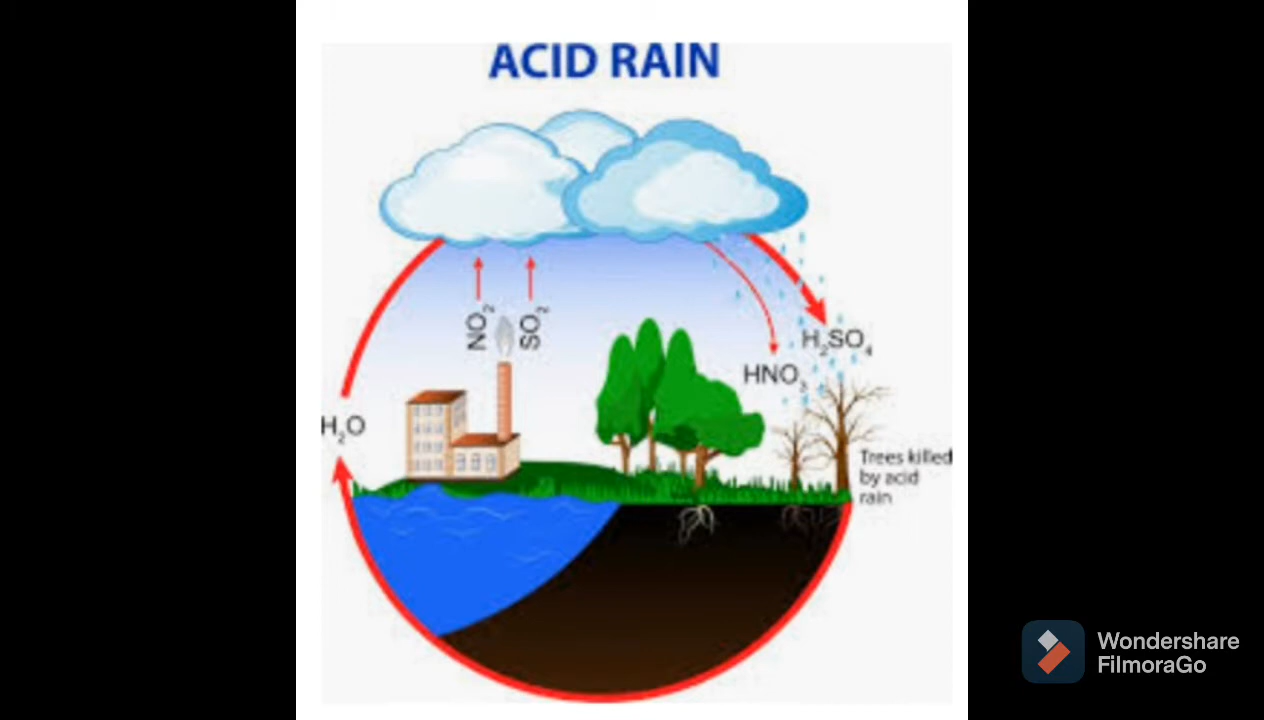 ACID RAIN
NO₂
SO₂
H₂SO₄
HNO₃
H₂O
Trees killed
by acid
rain
Wondershare
FilmoraGo